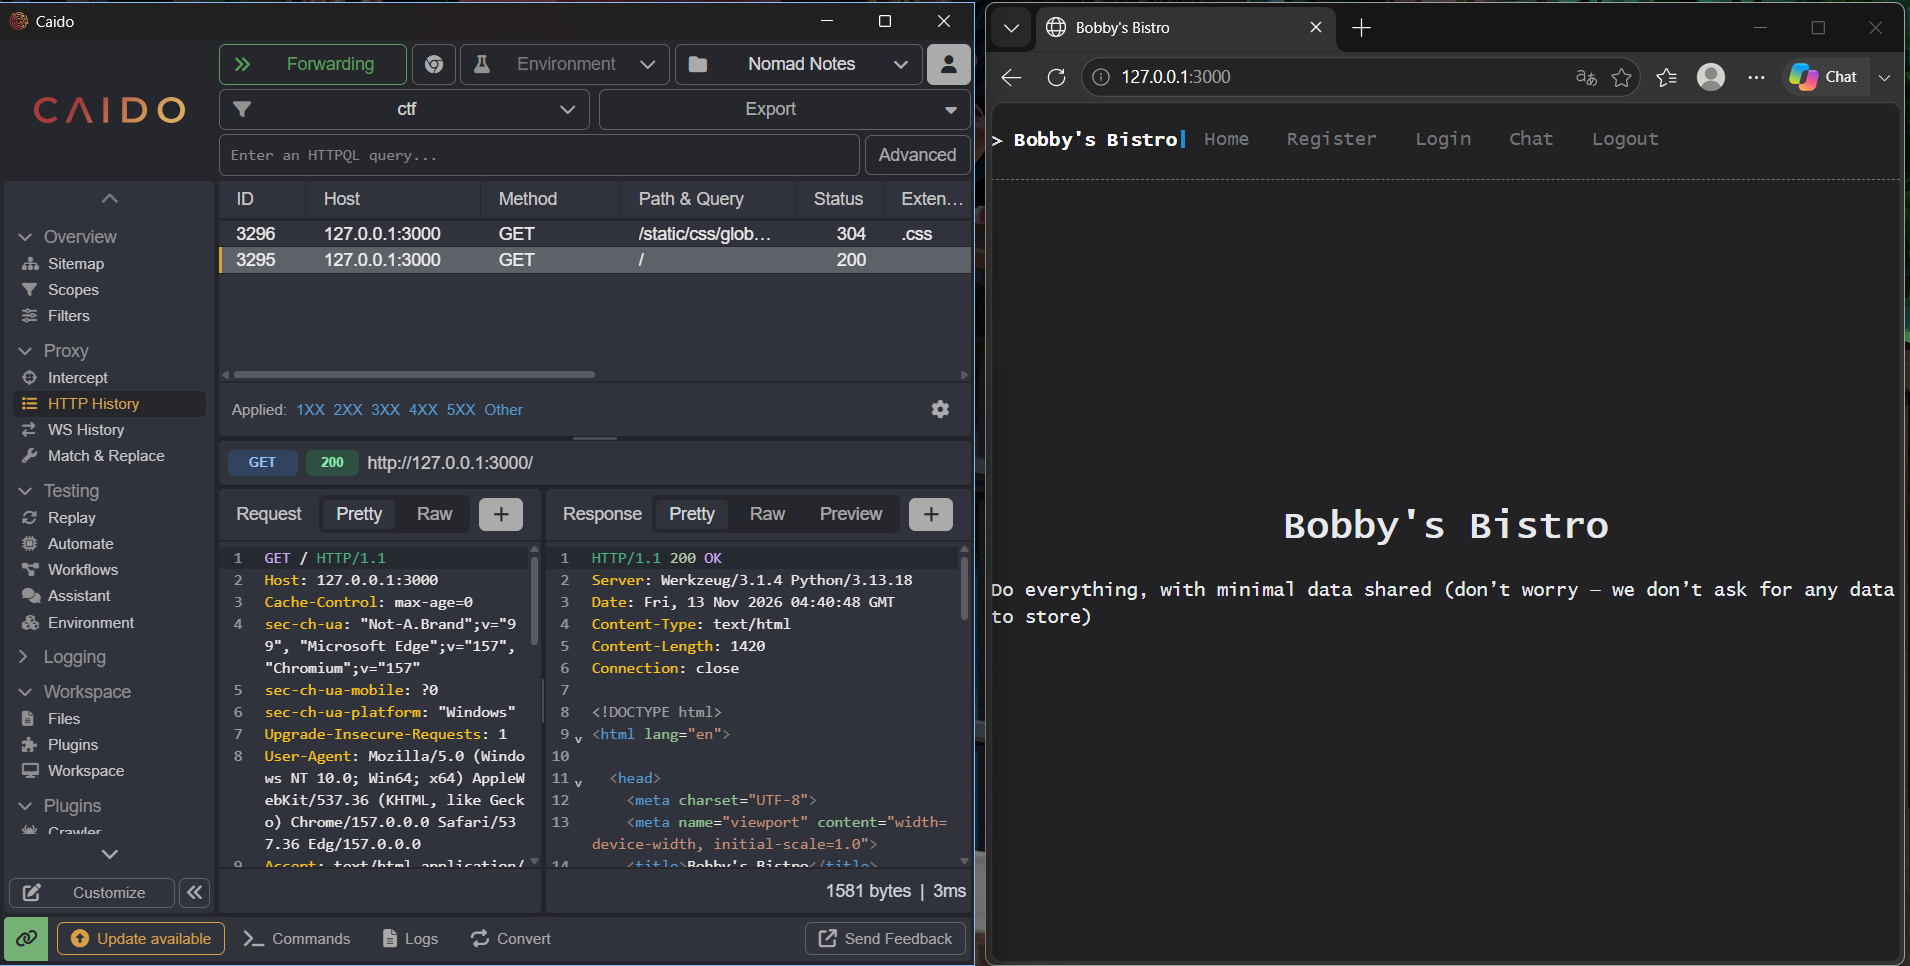 Caido
CAIDO
Forwarding
Environment
Nomad Notes
ctf
Export
Enter an HTTPQL query...
Advanced
ID Host Method Path & Query Status Exten…
3296 127.0.0.1:3000 GET /static/css/glob… 304 .css
3295 127.0.0.1:3000 GET / 200
Applied: 1XX 2XX 3XX 4XX 5XX Other
GET 200 http://127.0.0.1:3000/
Overview
Sitemap
Scopes
Filters
Proxy
Intercept
HTTP History
WS History
Match & Replace
Testing
Replay
Automate
Workflows
Assistant
Environment
Logging
Workspace
Files
Plugins
Workspace
Plugins
Crawler
Customize
Request Pretty Raw
1 GET / HTTP/1.1
2 Host: 127.0.0.1:3000
3 Cache-Control: max-age=0
4 sec-ch-ua: "Not-A.Brand";v="9
9", "Microsoft Edge";v="157",
"Chromium";v="157"
5 sec-ch-ua-mobile: ?0
6 sec-ch-ua-platform: "Windows"
7 Upgrade-Insecure-Requests: 1
8 User-Agent: Mozilla/5.0 (Windo
ws NT 10.0; Win64; x64) AppleW
ebKit/537.36 (KHTML, like Geck
o) Chrome/157.0.0.0 Safari/53
7.36 Edg/157.0.0.0
9 Accept: text/html,application/
Response Pretty Raw Preview
1 HTTP/1.1 200 OK
2 Server: Werkzeug/3.1.4 Python/3.13.18
3 Date: Fri, 13 Nov 2026 04:40:48 GMT
4 Content-Type: text/html
5 Content-Length: 1420
6 Connection: close
7
8 <!DOCTYPE html>
9 <html lang="en">
10
11 <head>
12 <meta charset="UTF-8">
13 <meta name="viewport" content="width=
device-width, initial-scale=1.0">
14 <title>Bobby's Bistro</title>
1581 bytes | 3ms
Update available
Commands
Logs
Convert
Send Feedback
Bobby's Bistro
127.0.0.1:3000
Chat
> Bobby's Bistro Home Register Login Chat Logout
Bobby's Bistro
Do everything, with minimal data shared (don’t worry – we don’t ask for any data
to store)